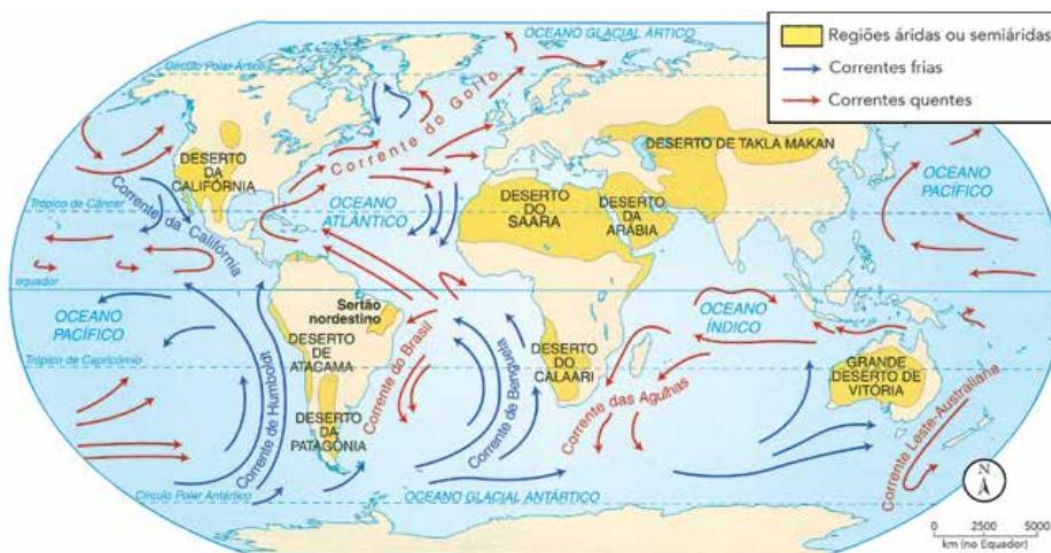 OCEANO GLACIAL ÁRTICO
Círculo Polar Ártico
Corrente do Golfo
DESERTO
DA
CALIFÓRNIA
Corrente da Califórnia
Trópico de Câncer
OCEANO
ATLÂNTICO
DESERTO
DO
SAARA
DESERTO
DA
ARÁBIA
DESERTO DE TAKLA MAKAN
OCEANO
PACÍFICO
equador
OCEANO
PACÍFICO
Sertão
nordestino
DESERTO
DE
ATACAMA
Corrente do Brasil
OCEANO
ÍNDICO
Trópico de Capricórnio
Corrente de Humboldt
DESERTO
DA
PATAGÔNIA
Corrente de Benguela
DESERTO
DO
CALAARI
Corrente das Agulhas
GRANDE
DESERTO DE
VITÓRIA
Corrente Leste-Australiana
Círculo Polar Antártico
OCEANO GLACIAL ANTÁRTICO
Regiões áridas ou semiáridas
Correntes frias
Correntes quentes
N
0 2500 5000
km (no Equador)